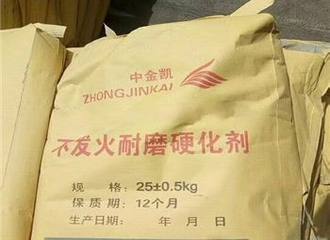 中金凯
ZHONGJINKAI
不发火耐磨硬化剂
规 格：25±0.5kg
保 质 期：12个月
生产日期： 年 月 日